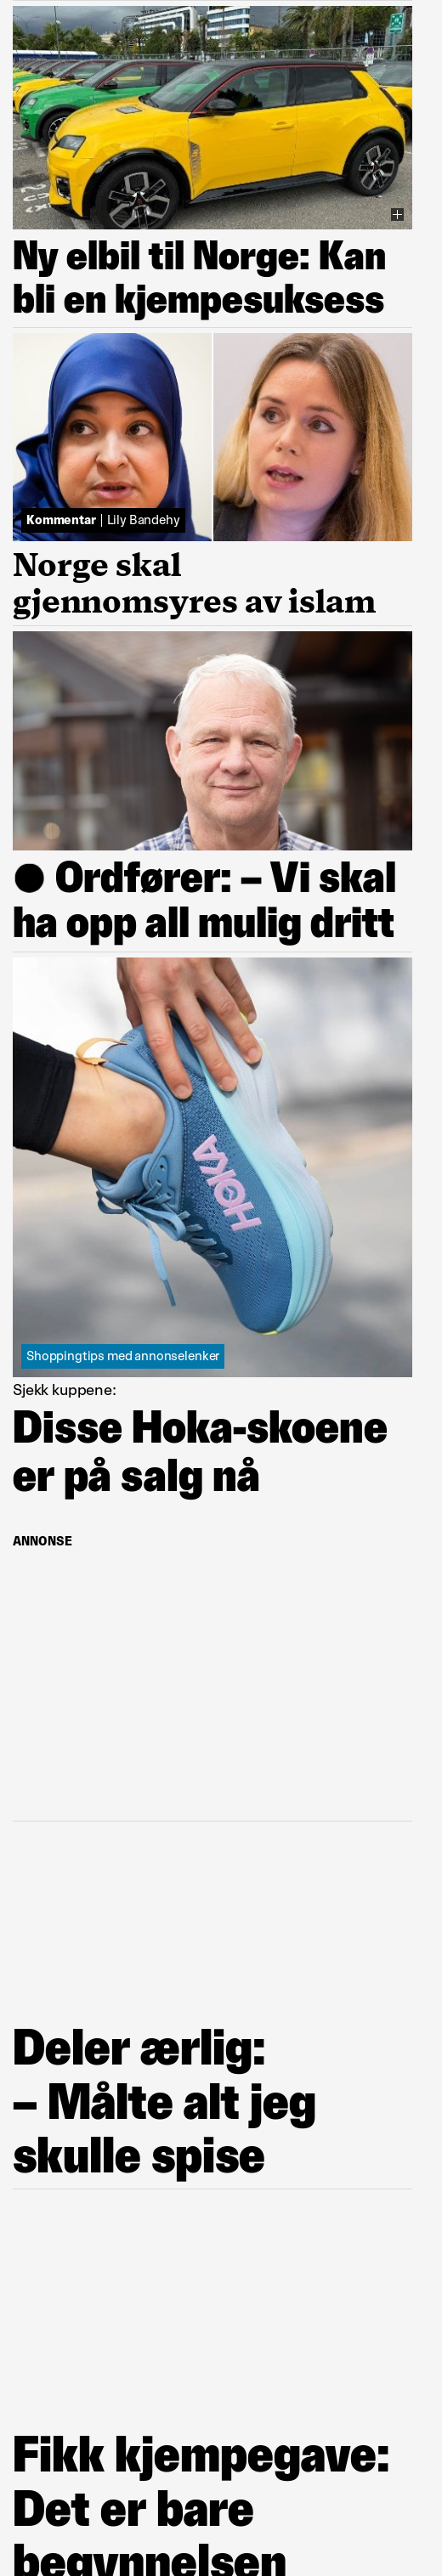 Ny elbil til Norge: Kan
bli en kjempesuksess
Kommentar | Lily Bandehy
Norge skal
gjennomsyres av islam
● Ordfører: – Vi skal
ha opp all mulig dritt
HOKA
Shoppingtips med annonselenker
Sjekk kuppene:
Disse Hoka-skoene
er på salg nå
ANNONSE
Deler ærlig:
– Målte alt jeg
skulle spise
Fikk kjempegave:
Det er bare
begynnelsen